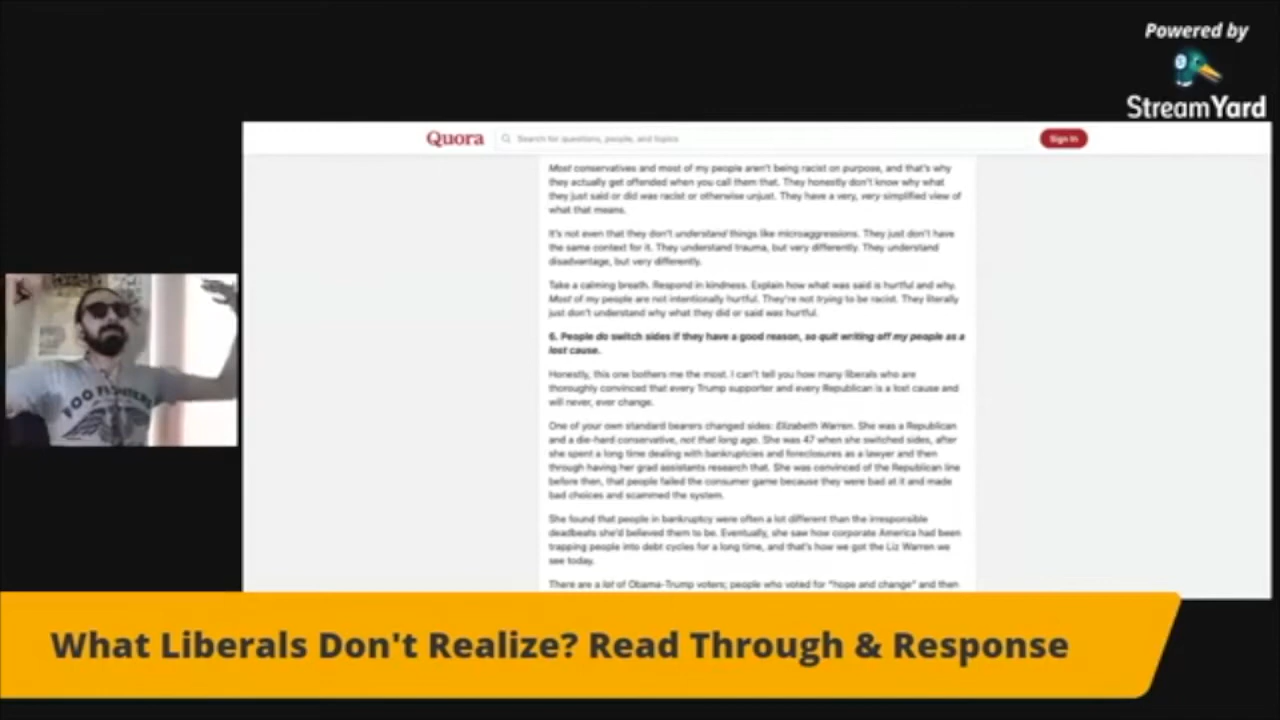 Powered by
StreamYard
Quora
Search for questions, people, and topics
Sign In
Most conservatives and most of my people aren't being racist on purpose, and that's why
they actually get offended when you call them that. They honestly don't know why what
they just said or did was racist or otherwise unjust. They have a very, very simplified view of
what that means.
It's not even that they don't understand things like microaggressions. They just don't have
the same context for it. They understand trauma, but very differently. They understand
disadvantage, but very differently.
Take a calming breath. Respond in kindness. Explain how what was said is hurtful and why.
Most of my people are not intentionally hurtful. They're not trying to be racist. They literally
just don't understand why what they did or said was hurtful.
6. People do switch sides if they have a good reason, so quit writing off my people as a
lost cause.
Honestly, this one bothers me the most. I can't tell you how many liberals who are
thoroughly convinced that every Trump supporter and every Republican is a lost cause and
will never, ever change.
One of your own standard bearers changed sides: Elizabeth Warren. She was a Republican
and a die-hard conservative, not that long ago. She was 47 when she switched sides, after
she spent a long time dealing with bankruptcies and foreclosures as a lawyer and then
through having her grad assistants research that. She was convinced of the Republican line
before then, that people failed the consumer game because they were bad at it and made
bad choices and scammed the system.
She found that people in bankruptcy were often a lot different than the irresponsible
deadbeats she'd believed them to be. Eventually, she saw how corporate America had been
trapping people into debt cycles for a long time, and that's how we got the Liz Warren we
see today.
There are a lot of Obama-Trump voters; people who voted for "hope and change" and then
FOO FIGHTERS
What Liberals Don't Realize? Read Through & Response